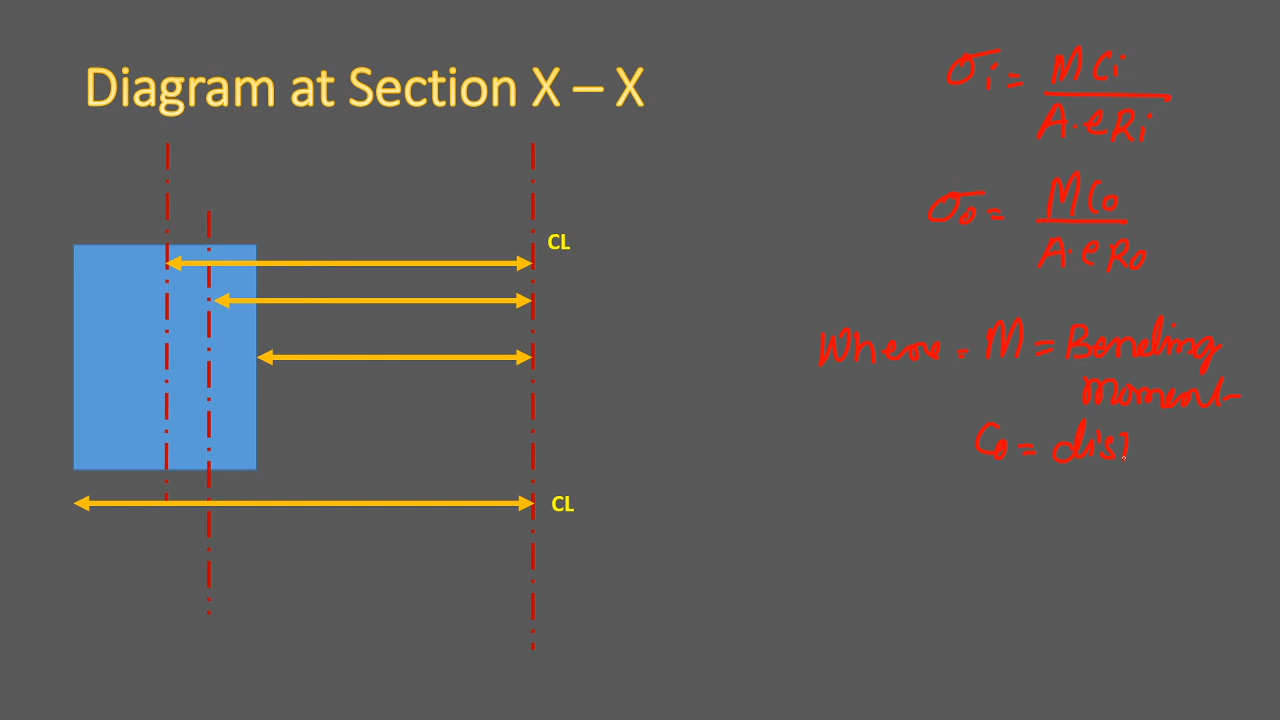 Diagram at Section X – X
CL
CL
σi = MCi / A.eRi
σo = MCo / A.eRo
Where - M = Bending
moment
Co = dis